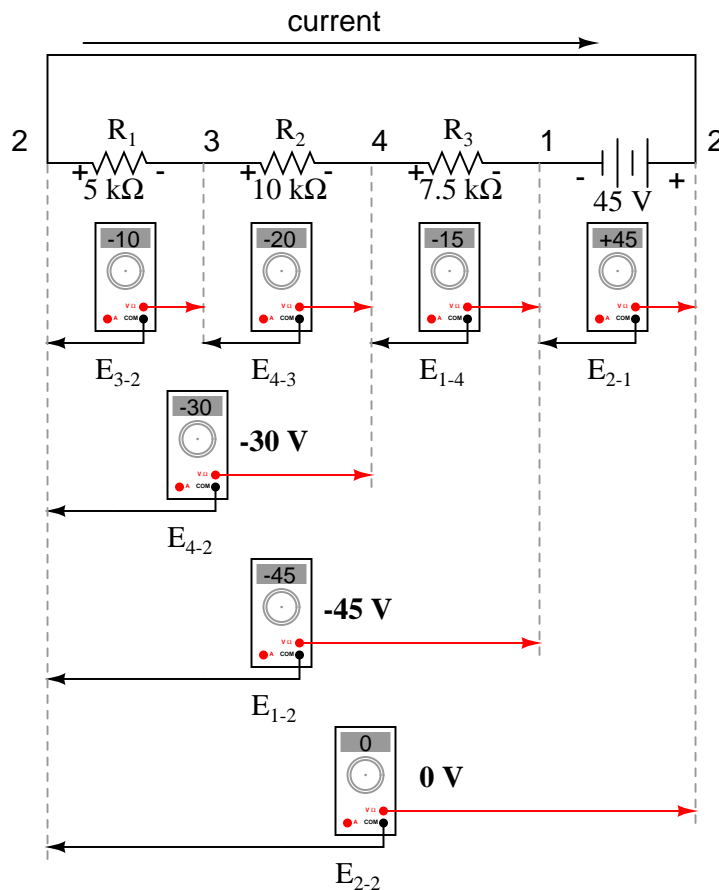 current
2 R₁ 3 R₂ 4 R₃ 1 2
+ - + - + - - +
5 kΩ 10 kΩ 7.5 kΩ 45 V
-10 -20 -15 +45
V Ω V Ω V Ω V Ω
A COM A COM A COM A COM
E₃₋₂ E₄₋₃ E₁₋₄ E₂₋₁
-30 -30 V
V Ω
A COM
E₄₋₂
-45 -45 V
V Ω
A COM
E₁₋₂
0 0 V
V Ω
A COM
E₂₋₂